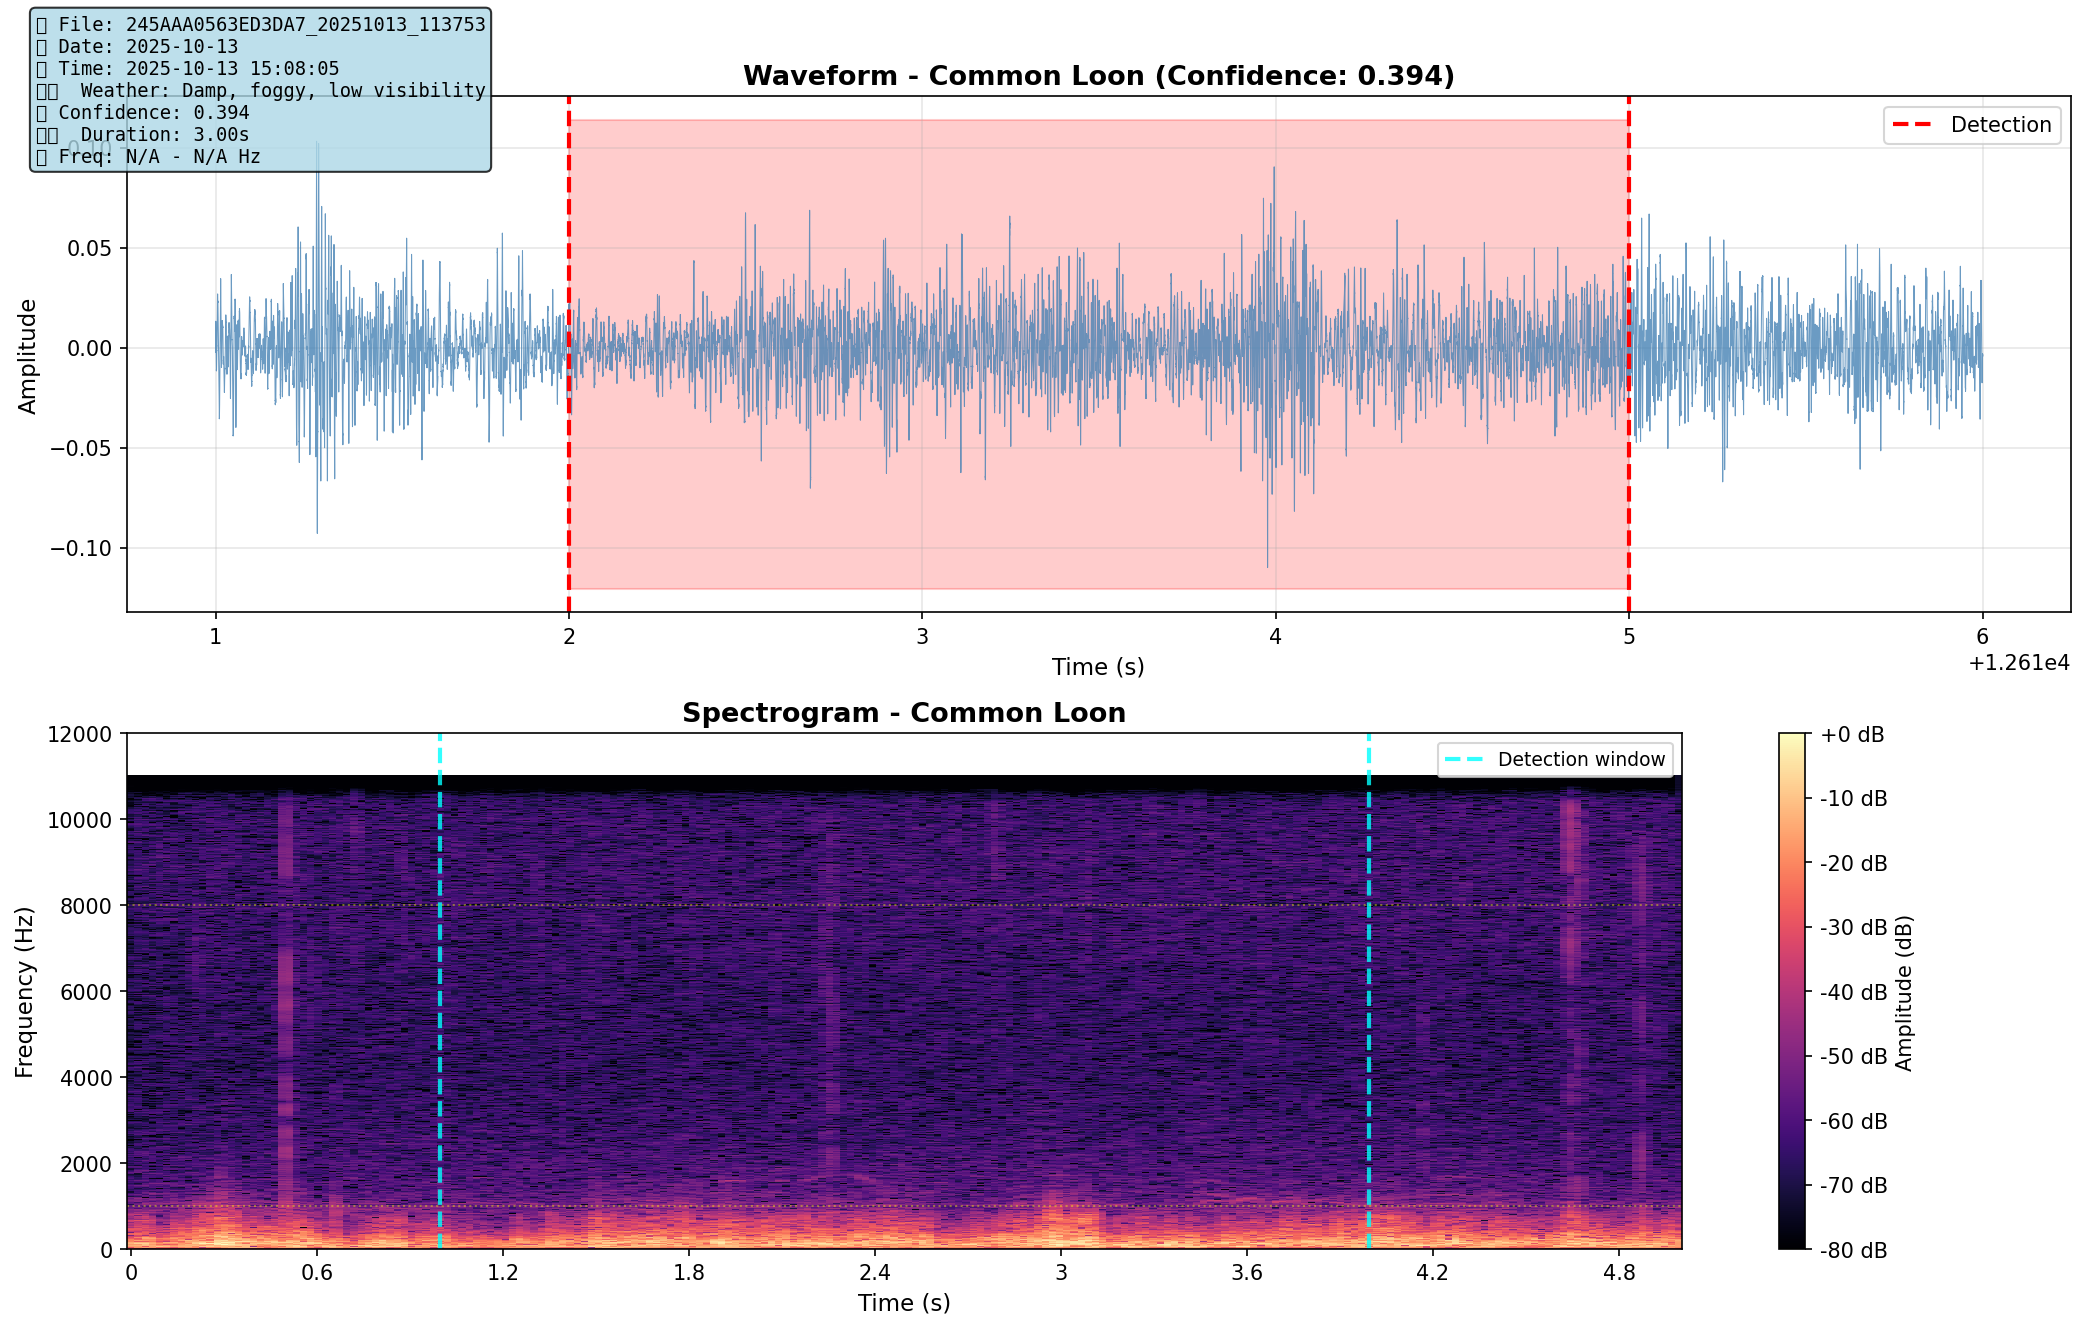 File: 245AAA0563ED3DA7_20251013_113753
Date: 2025-10-13
Time: 2025-10-13 15:08:05
Weather: Damp, foggy, low visibility
Confidence: 0.394
Duration: 3.00s
Freq: N/A - N/A Hz
Waveform - Common Loon (Confidence: 0.394)
Detection
Amplitude
0.10
0.05
0.00
−0.05
−0.10
1 2 3 4 5 6
Time (s)
+1.261e4
Spectrogram - Common Loon
Detection window
Frequency (Hz)
12000
10000
8000
6000
4000
2000
0
0 0.6 1.2 1.8 2.4 3 3.6 4.2 4.8
Time (s)
+0 dB
-10 dB
-20 dB
-30 dB
-40 dB
-50 dB
-60 dB
-70 dB
-80 dB
Amplitude (dB)